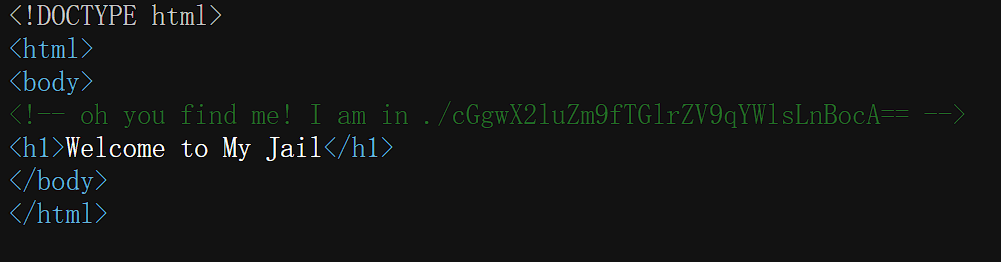 <!DOCTYPE html>
<html>
<body>
<!-- oh you find me! I am in ./cGgwX2luZm9fTGlrZV9qYWlsLnBocA== -->
<h1>Welcome to My Jail</h1>
</body>
</html>